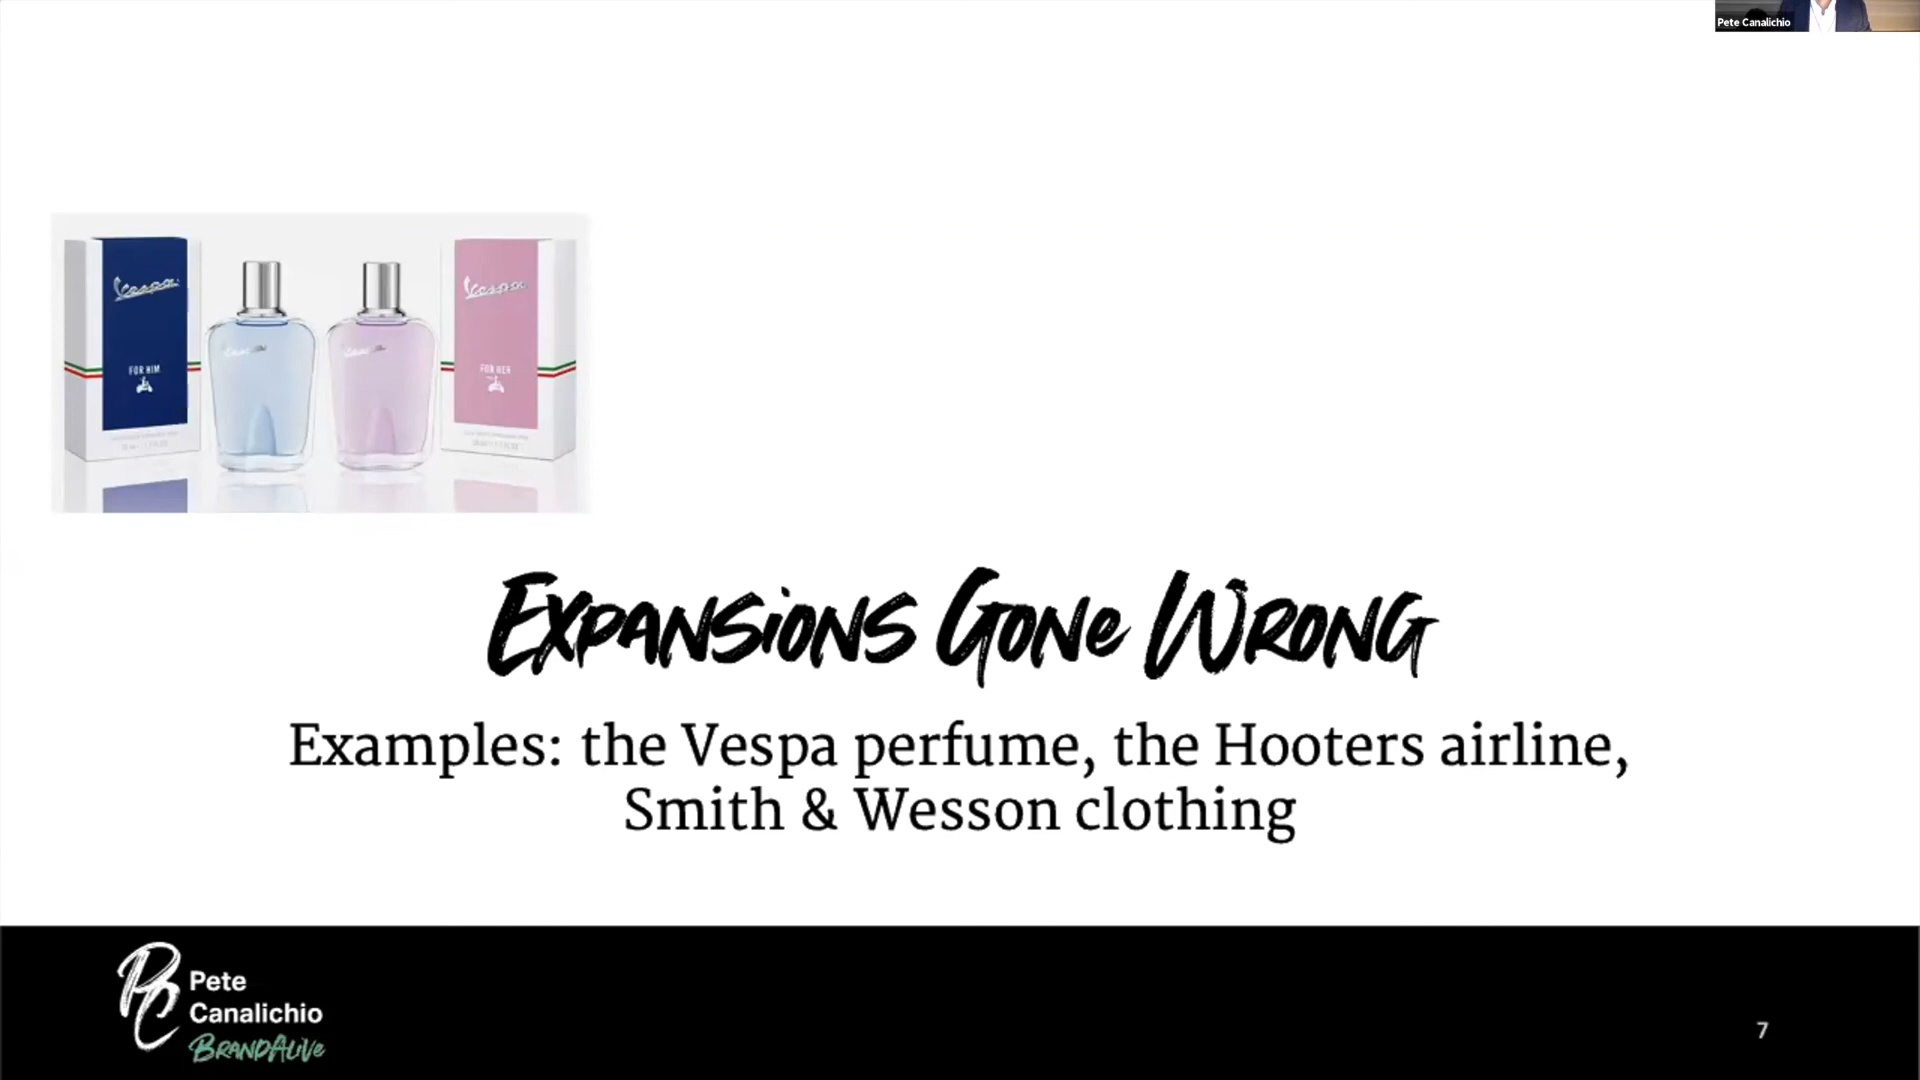 Pete Canalichio
Vespa
Vespa
FOR HIM
FOR HER
Expansions Gone Wrong
Examples: the Vespa perfume, the Hooters airline,
Smith & Wesson clothing
PC
Pete
Canalichio
BrandAlive
7